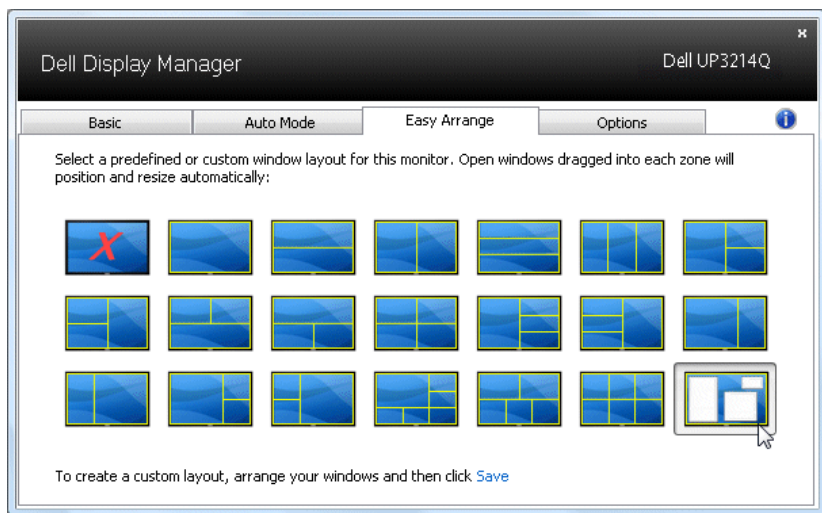 x
Dell Display Manager
Dell UP3214Q
Basic
Auto Mode
Easy Arrange
Options
i
Select a predefined or custom window layout for this monitor. Open windows dragged into each zone will
position and resize automatically:
X
To create a custom layout, arrange your windows and then click Save